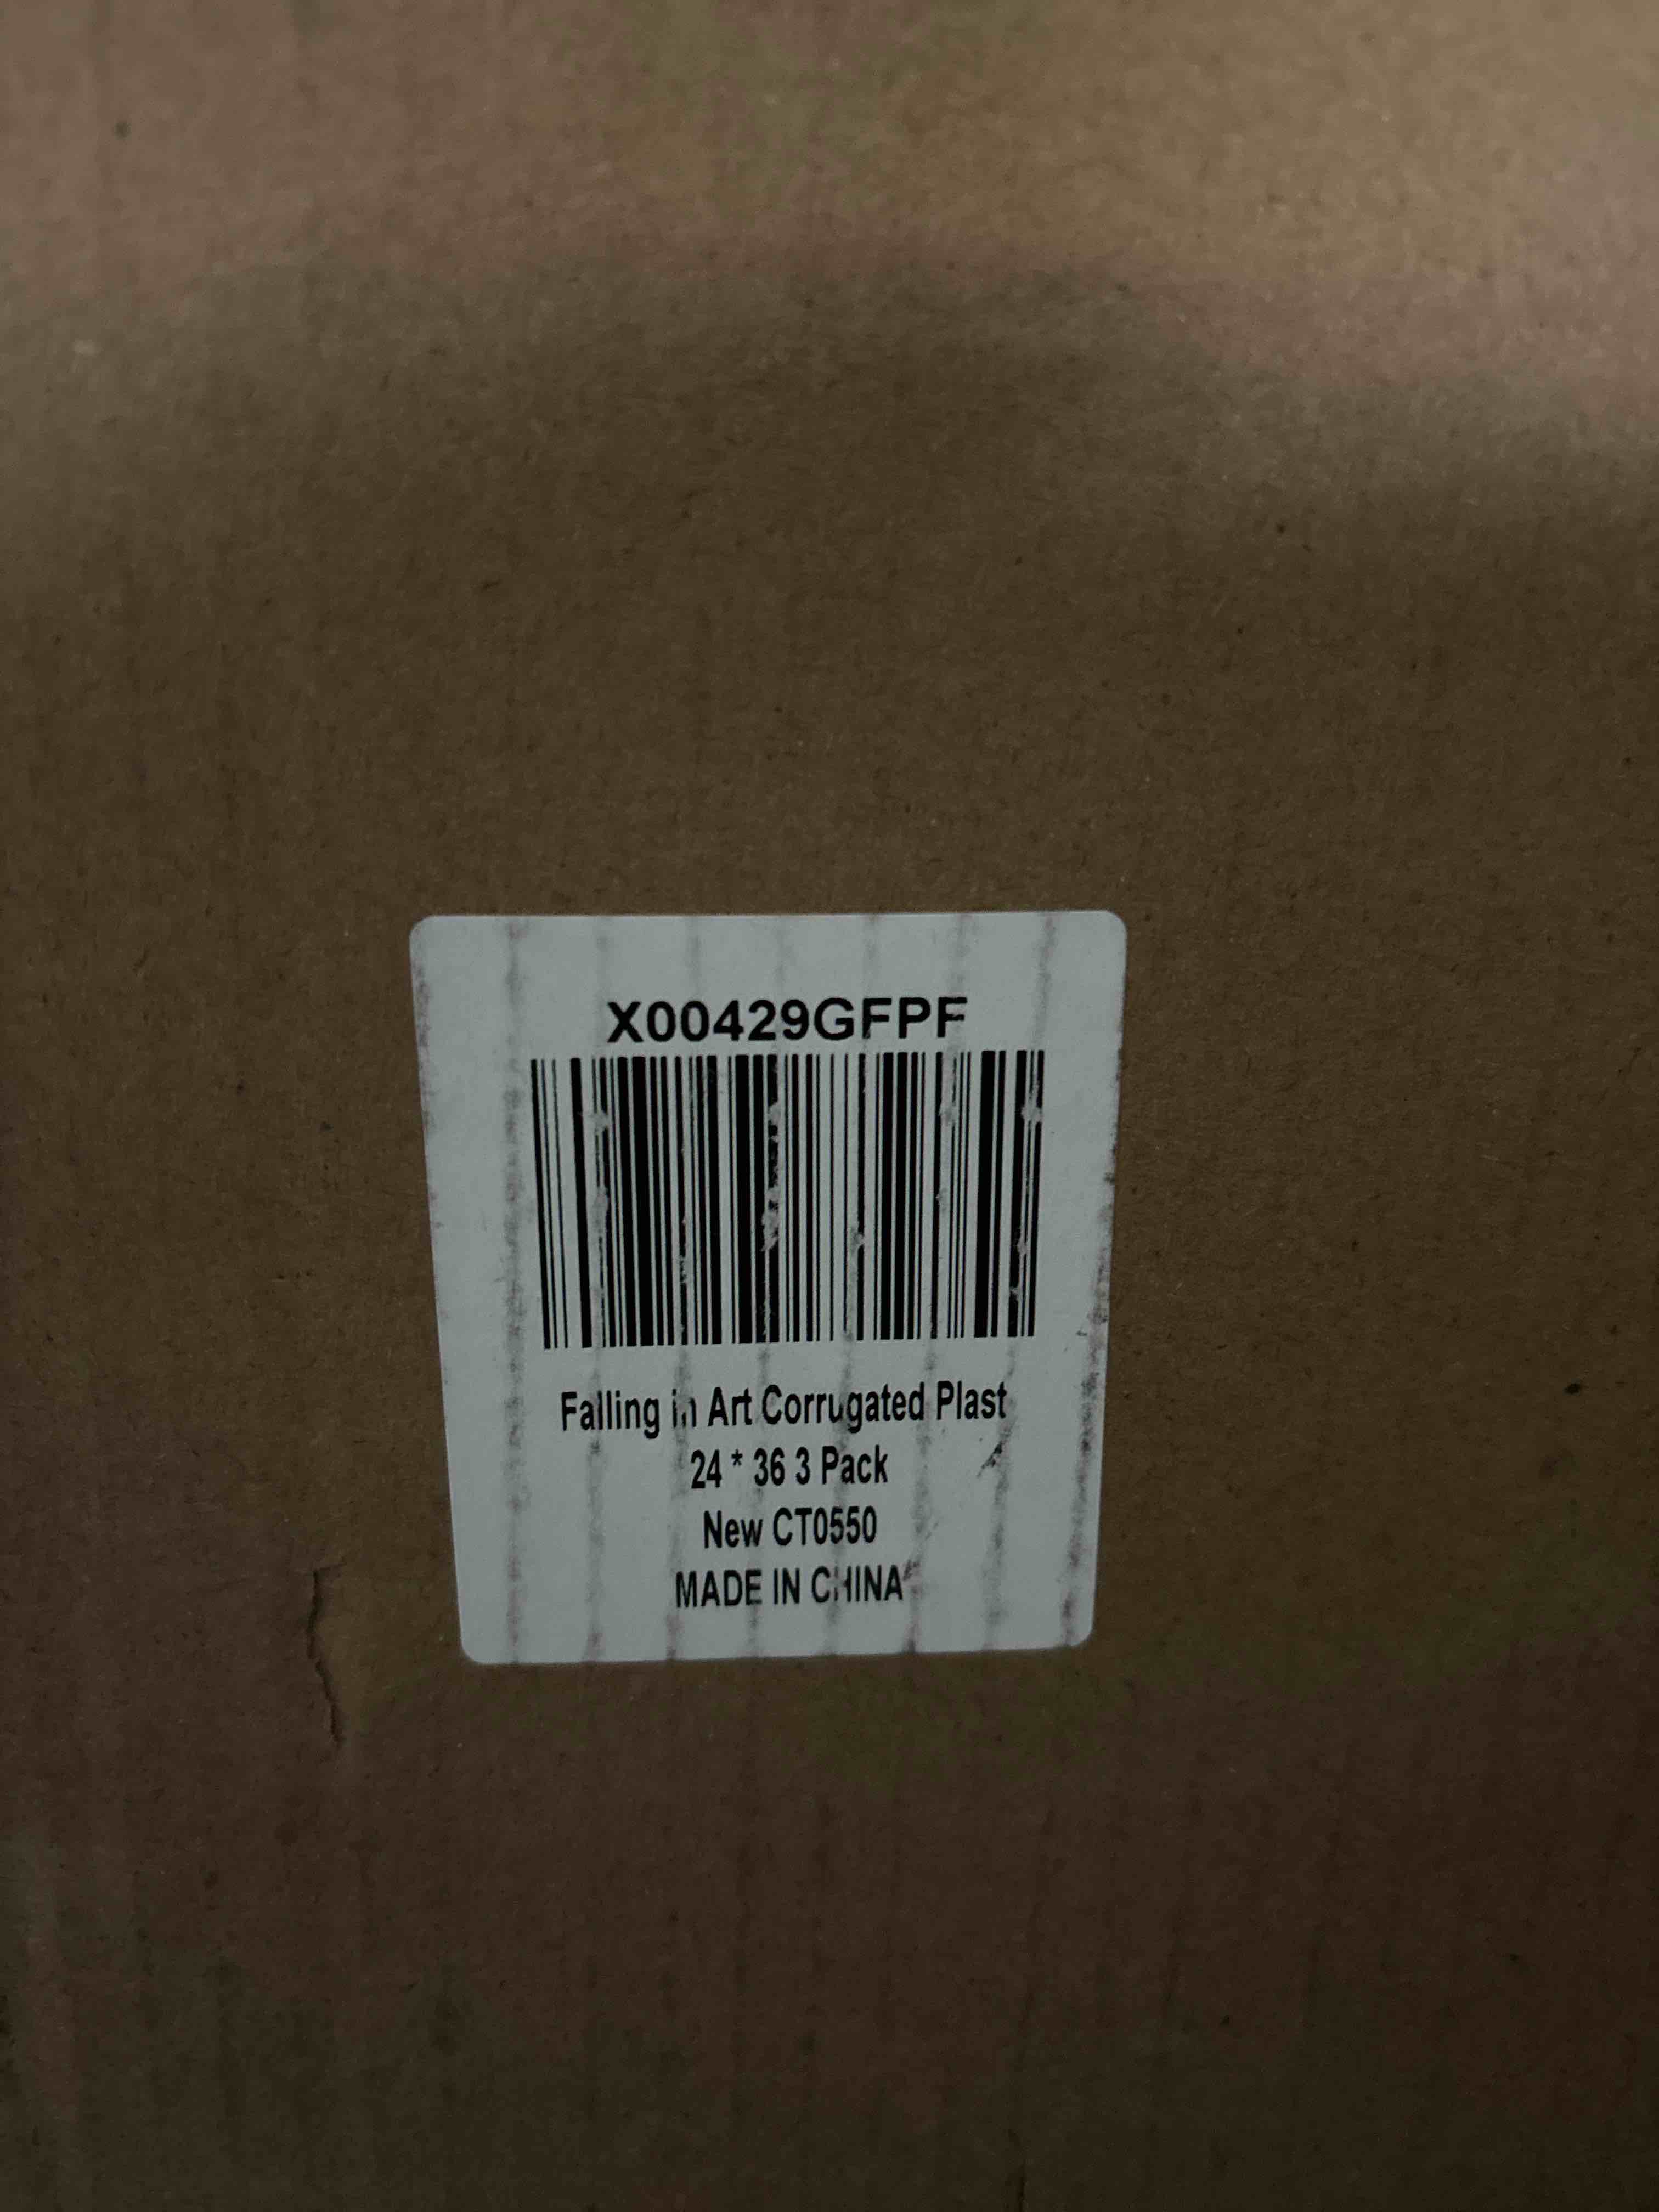 X00429GFPF
Falling in Art Corrugated Plast
24 * 36 3 Pack
New CT0550
MADE IN CHINA